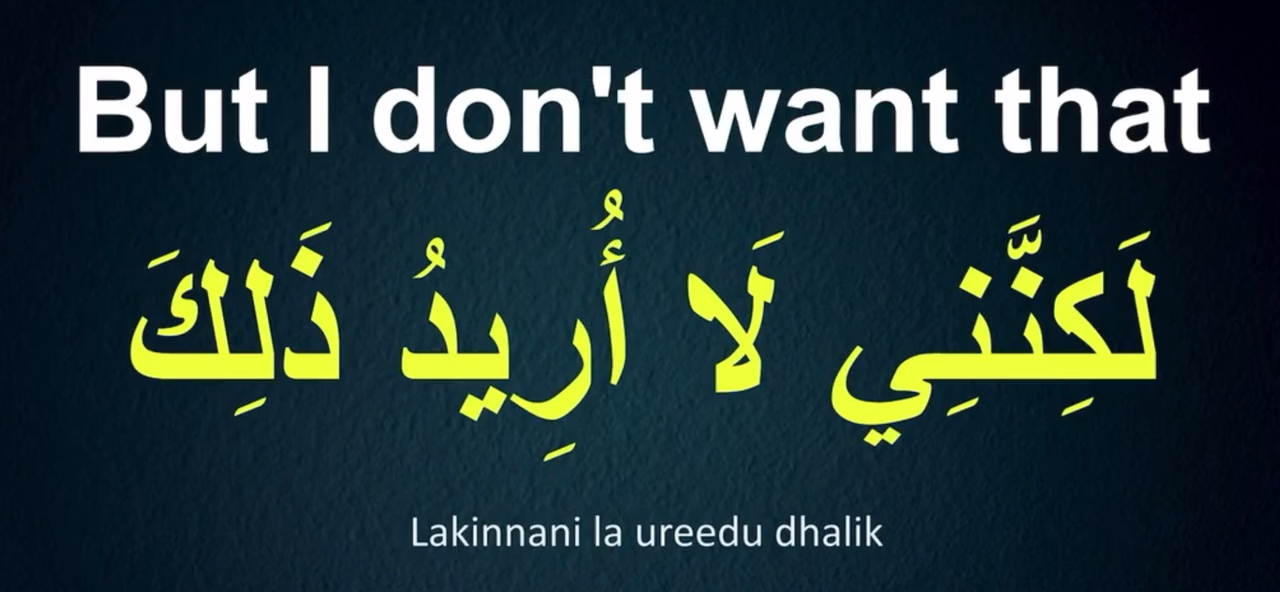 But I don't want that
لَكِنَّنِي لَا أُرِيدُ ذَلِكَ
Lakinnani la ureedu dhalik